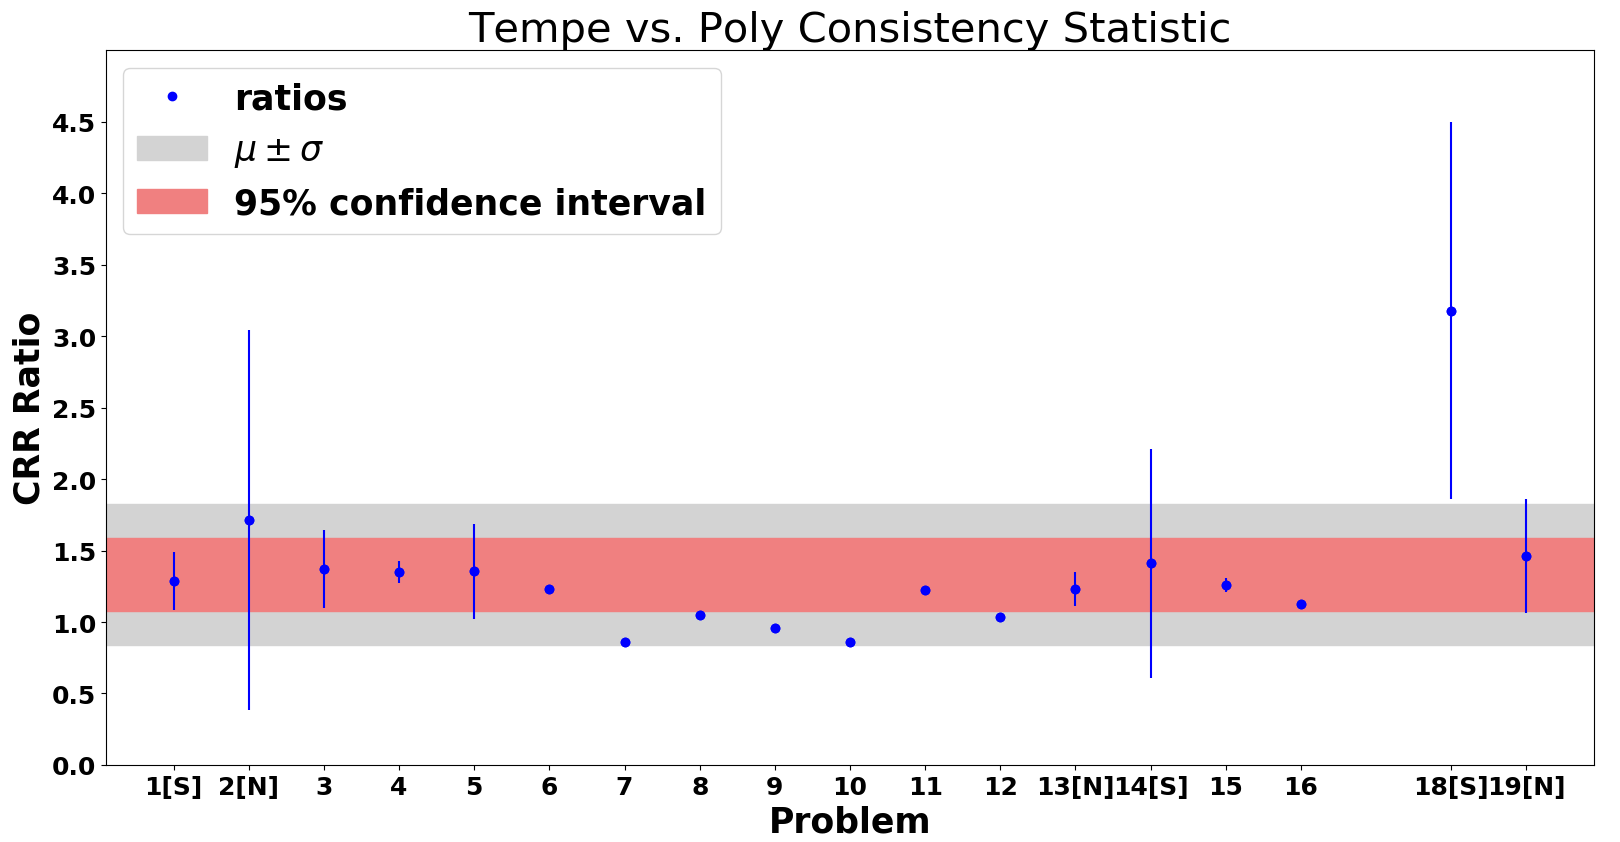 Tempe vs. Poly Consistency Statistic
ratios
μ ± σ
95% confidence interval
4.5
4.0
3.5
3.0
2.5
2.0
1.5
1.0
0.5
0.0
CRR Ratio
1[S] 2[N] 3 4 5 6 7 8 9 10 11 12 13[N] 14[S] 15 16 18[S] 19[N]
Problem